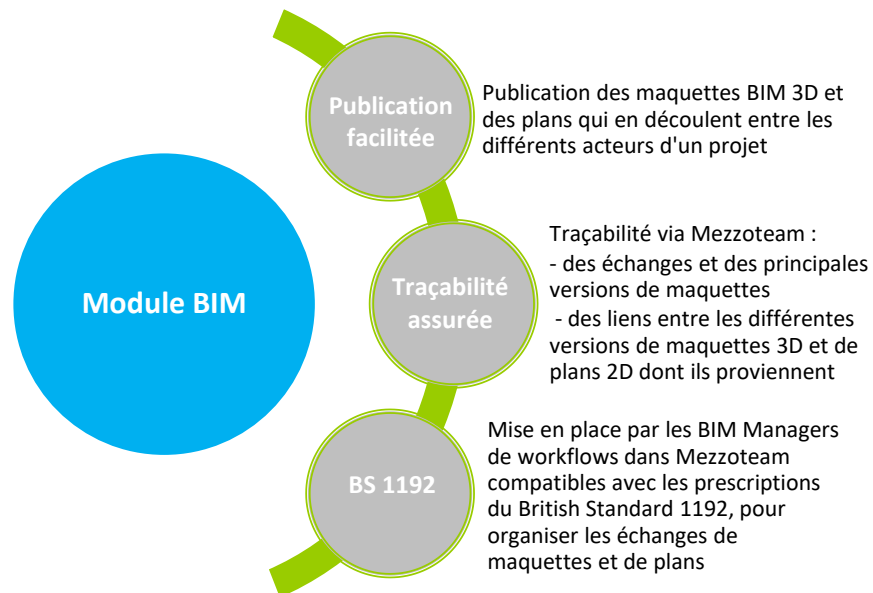 Publication
facilitée
Publication des maquettes BIM 3D et
des plans qui en découlent entre les
différents acteurs d'un projet
Module BIM
Traçabilité
assurée
Traçabilité via Mezzoteam :
- des échanges et des principales
versions de maquettes
- des liens entre les différentes
versions de maquettes 3D et de
plans 2D dont ils proviennent
BS 1192
Mise en place par les BIM Managers
de workflows dans Mezzoteam
compatibles avec les prescriptions
du British Standard 1192, pour
organiser les échanges de
maquettes et de plans